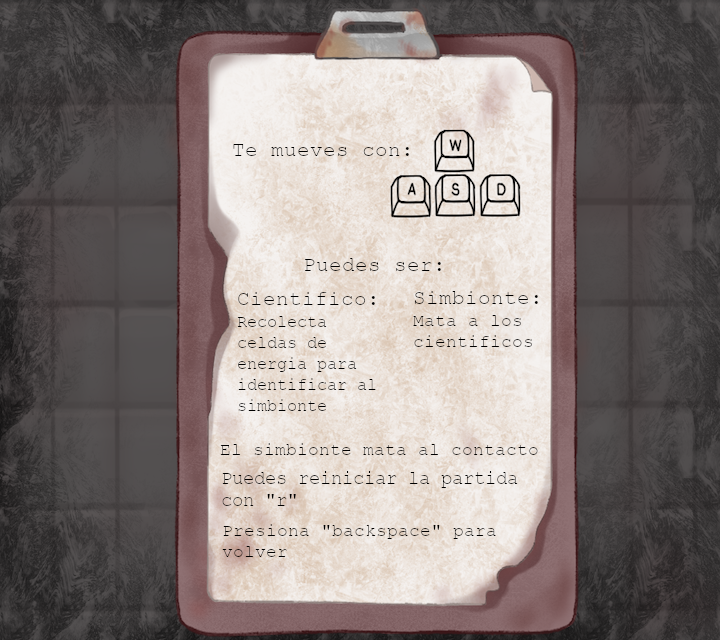 Te mueves con:
W
A S D
Puedes ser:
Cientifico:
Recolecta
celdas de
energia para
identificar al
simbionte
Simbionte:
Mata a los
cientificos
El simbionte mata al contacto
Puedes reiniciar la partida
con "r"
Presiona "backspace" para
volver